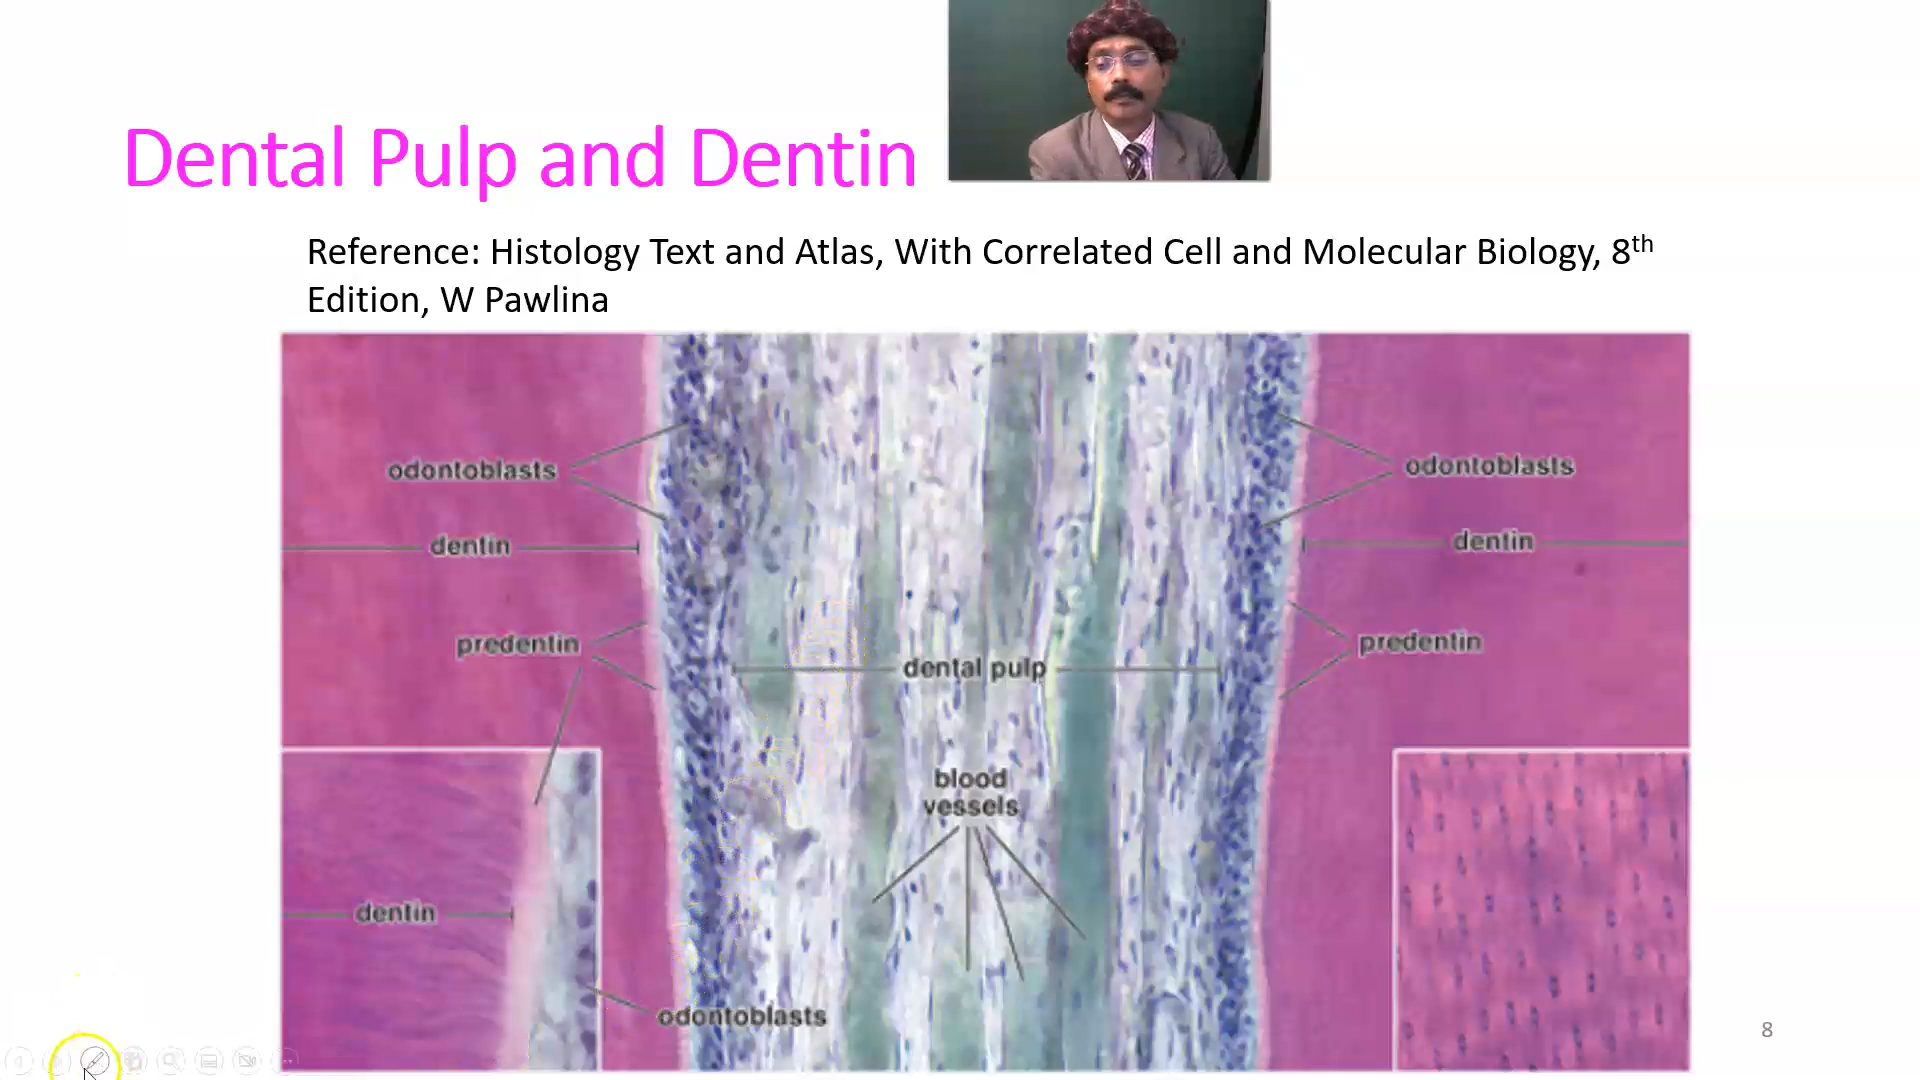 Dental Pulp and Dentin
Reference: Histology Text and Atlas, With Correlated Cell and Molecular Biology, 8th
Edition, W Pawlina
odontoblasts
odontoblasts
dentin
dentin
predentin
predentin
dental pulp
blood
vessels
dentin
odontoblasts
8